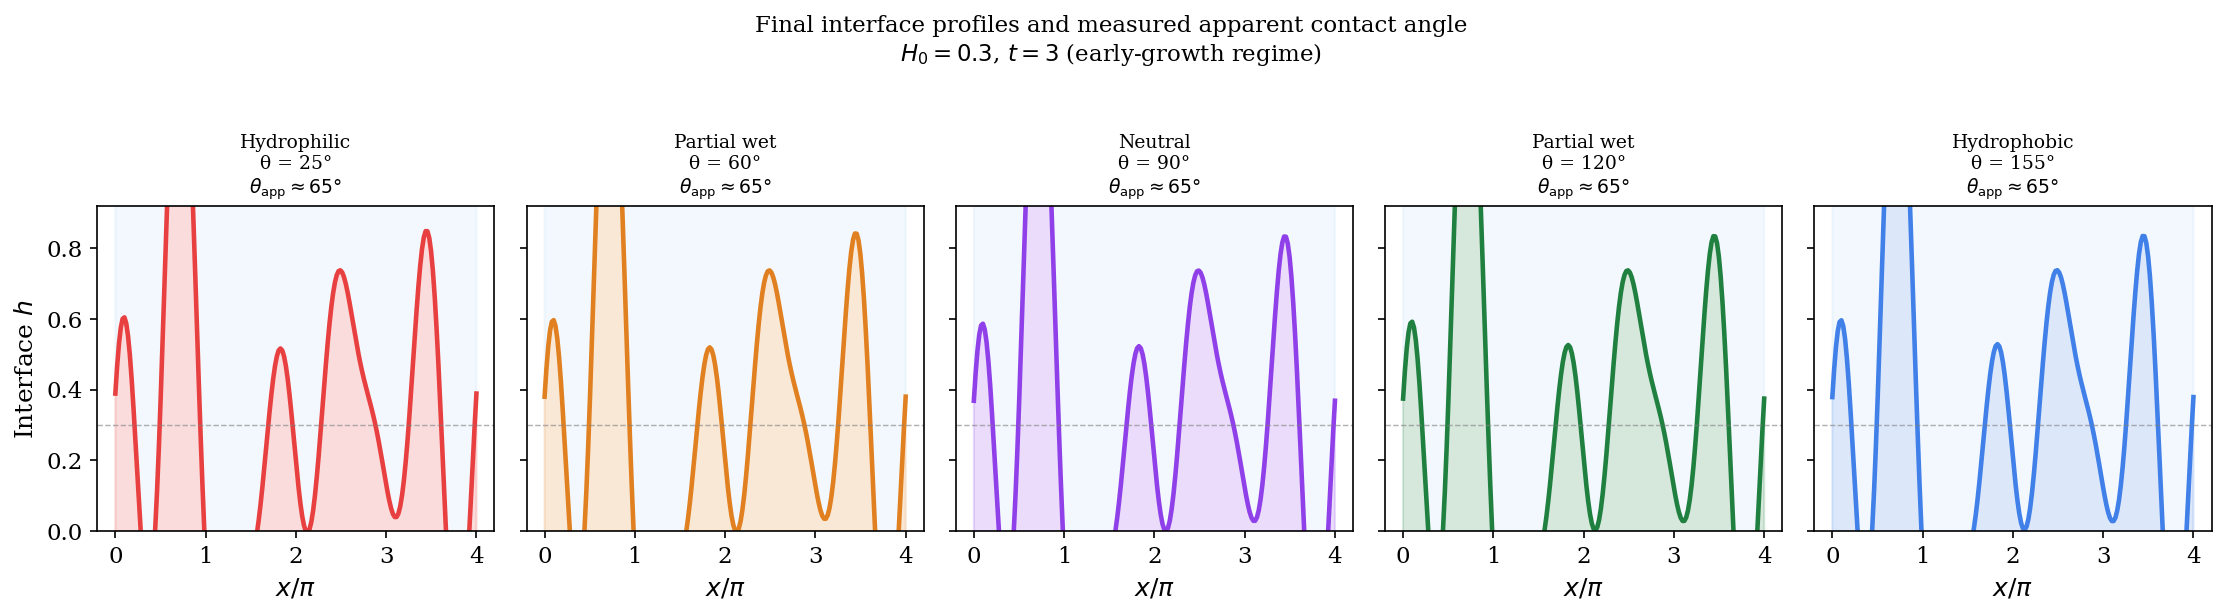 Final interface profiles and measured apparent contact angle
H₀ = 0.3, t = 3 (early-growth regime)
Hydrophilic
θ = 25°
θ_app ≈ 65°
Partial wet
θ = 60°
θ_app ≈ 65°
Neutral
θ = 90°
θ_app ≈ 65°
Partial wet
θ = 120°
θ_app ≈ 65°
Hydrophobic
θ = 155°
θ_app ≈ 65°
Interface h
0.8
0.6
0.4
0.2
0.0
0 1 2 3 4
0 1 2 3 4
0 1 2 3 4
0 1 2 3 4
0 1 2 3 4
x/π
x/π
x/π
x/π
x/π